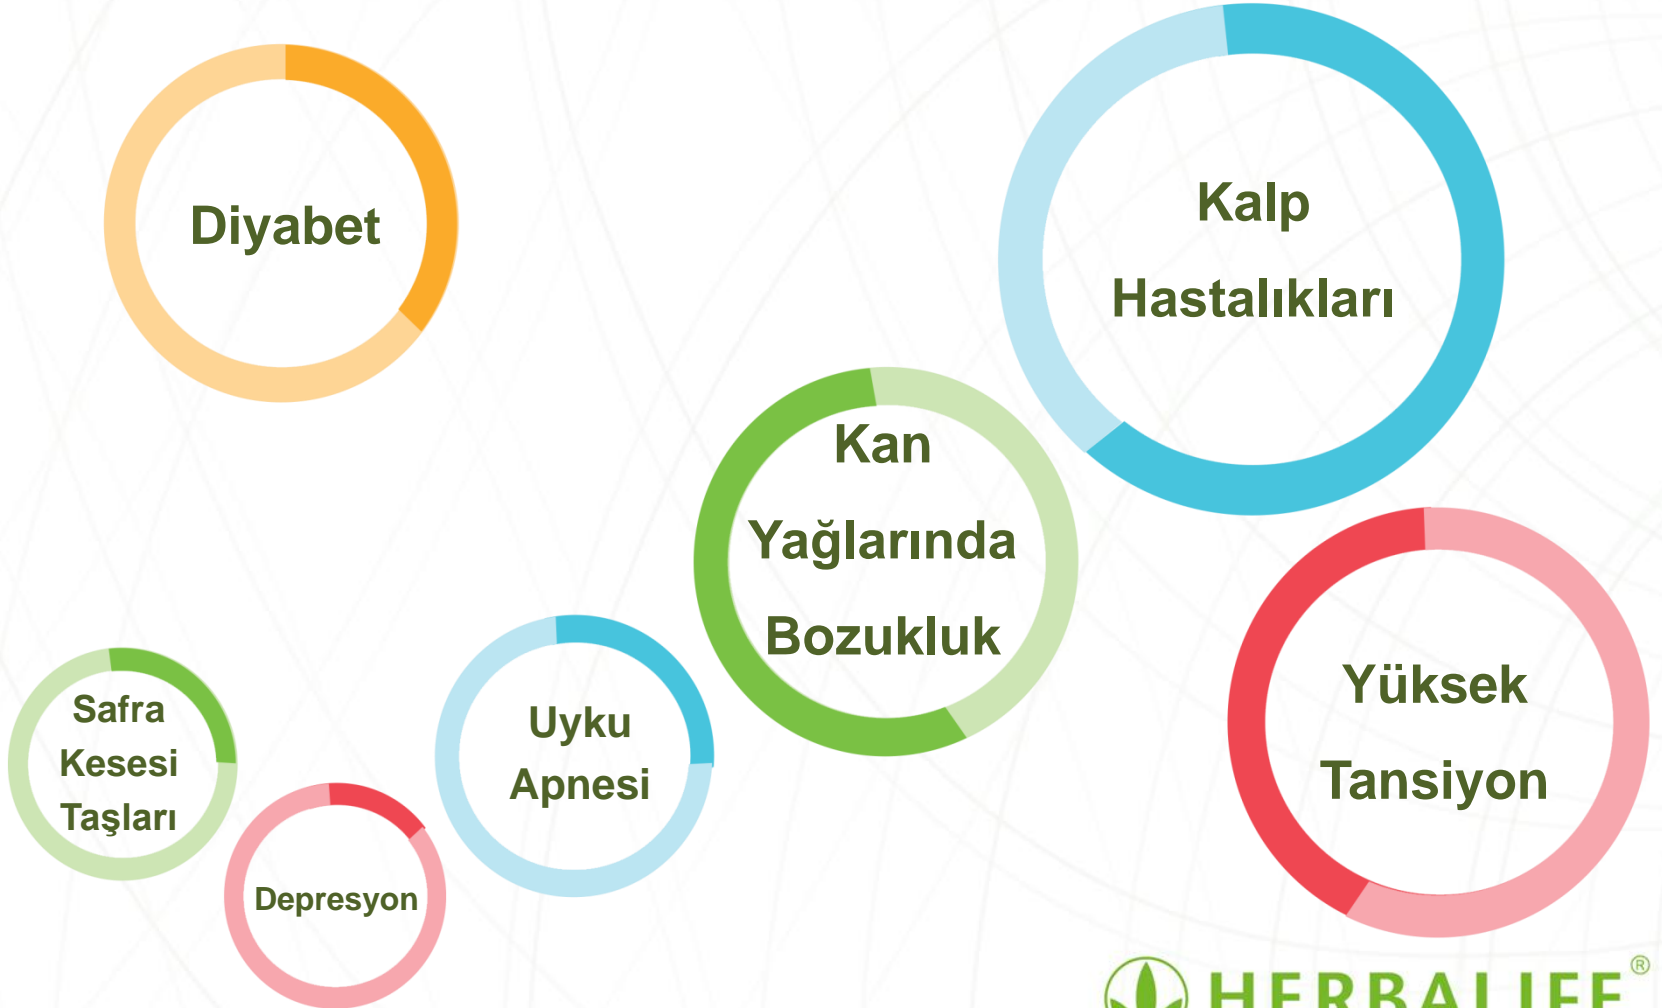 Diyabet
Kalp
Hastalıkları
Kan
Yağlarında
Bozukluk
Yüksek
Tansiyon
Uyku
Apnesi
Safra
Kesesi
Taşları
Depresyon
HERBALIFE®